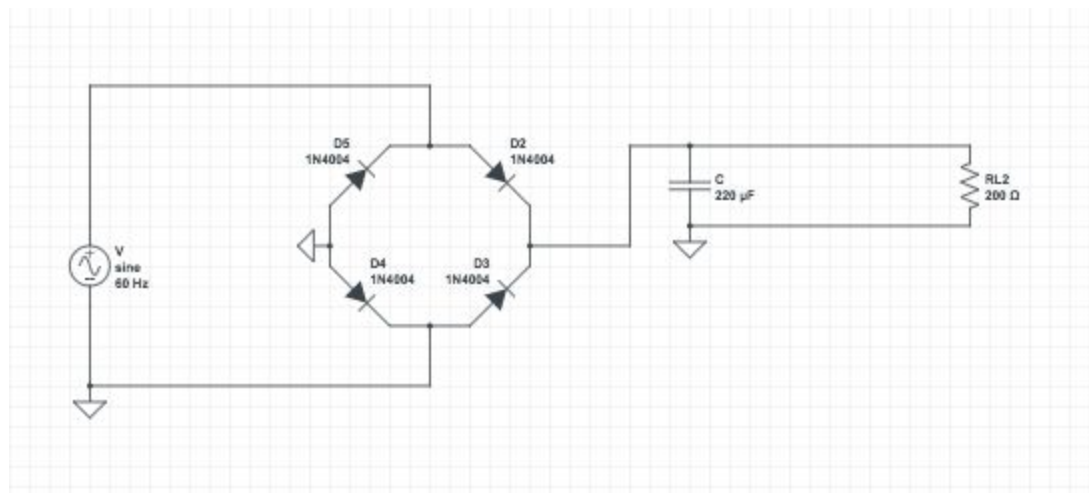 D5
1N4004
D2
1N4004
C
220 μF
RL2
200 Ω
V
sine
60 Hz
D4
1N4004
D3
1N4004